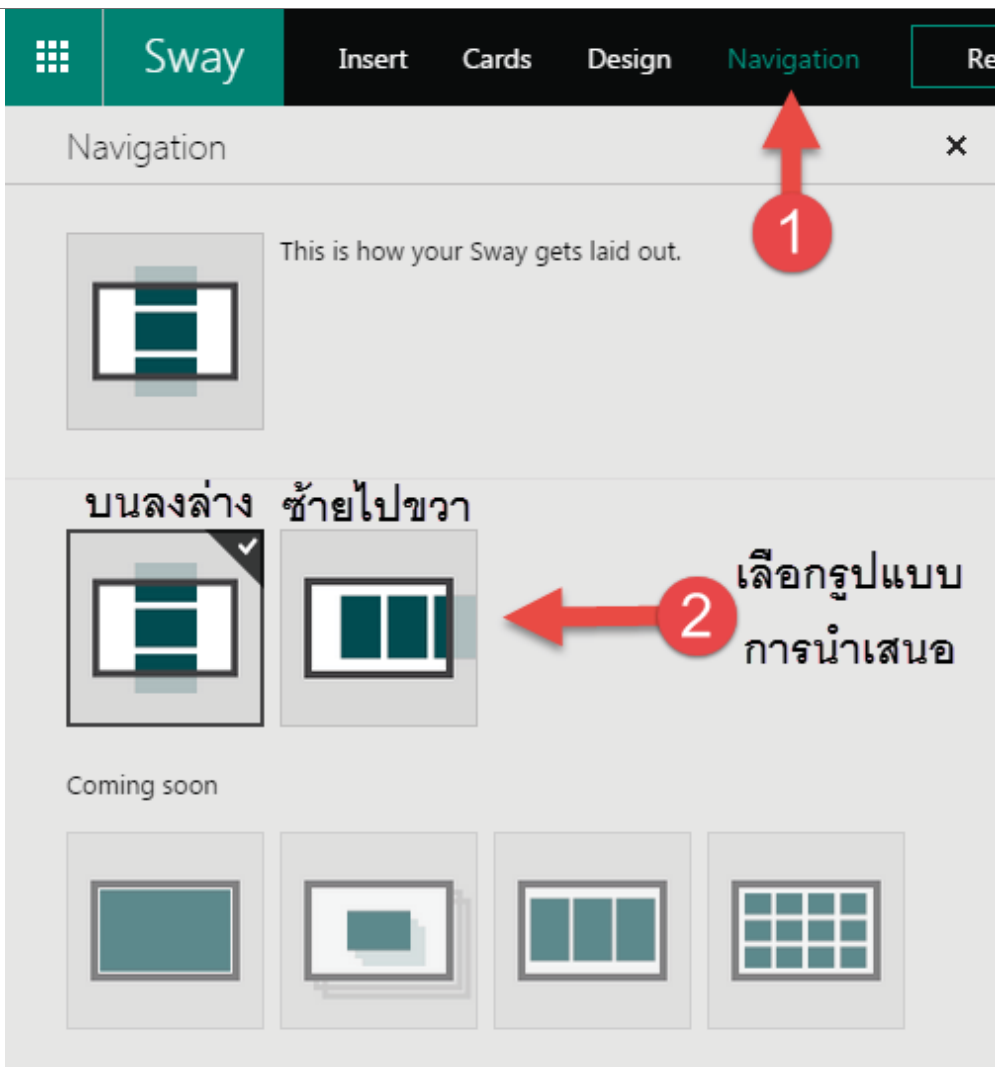 Sway Insert Cards Design Navigation Re
Navigation
1
This is how your Sway gets laid out.
บนลงล่าง ซ้ายไปขวา
2
เลือกรูปแบบ
การนำเสนอ
Coming soon